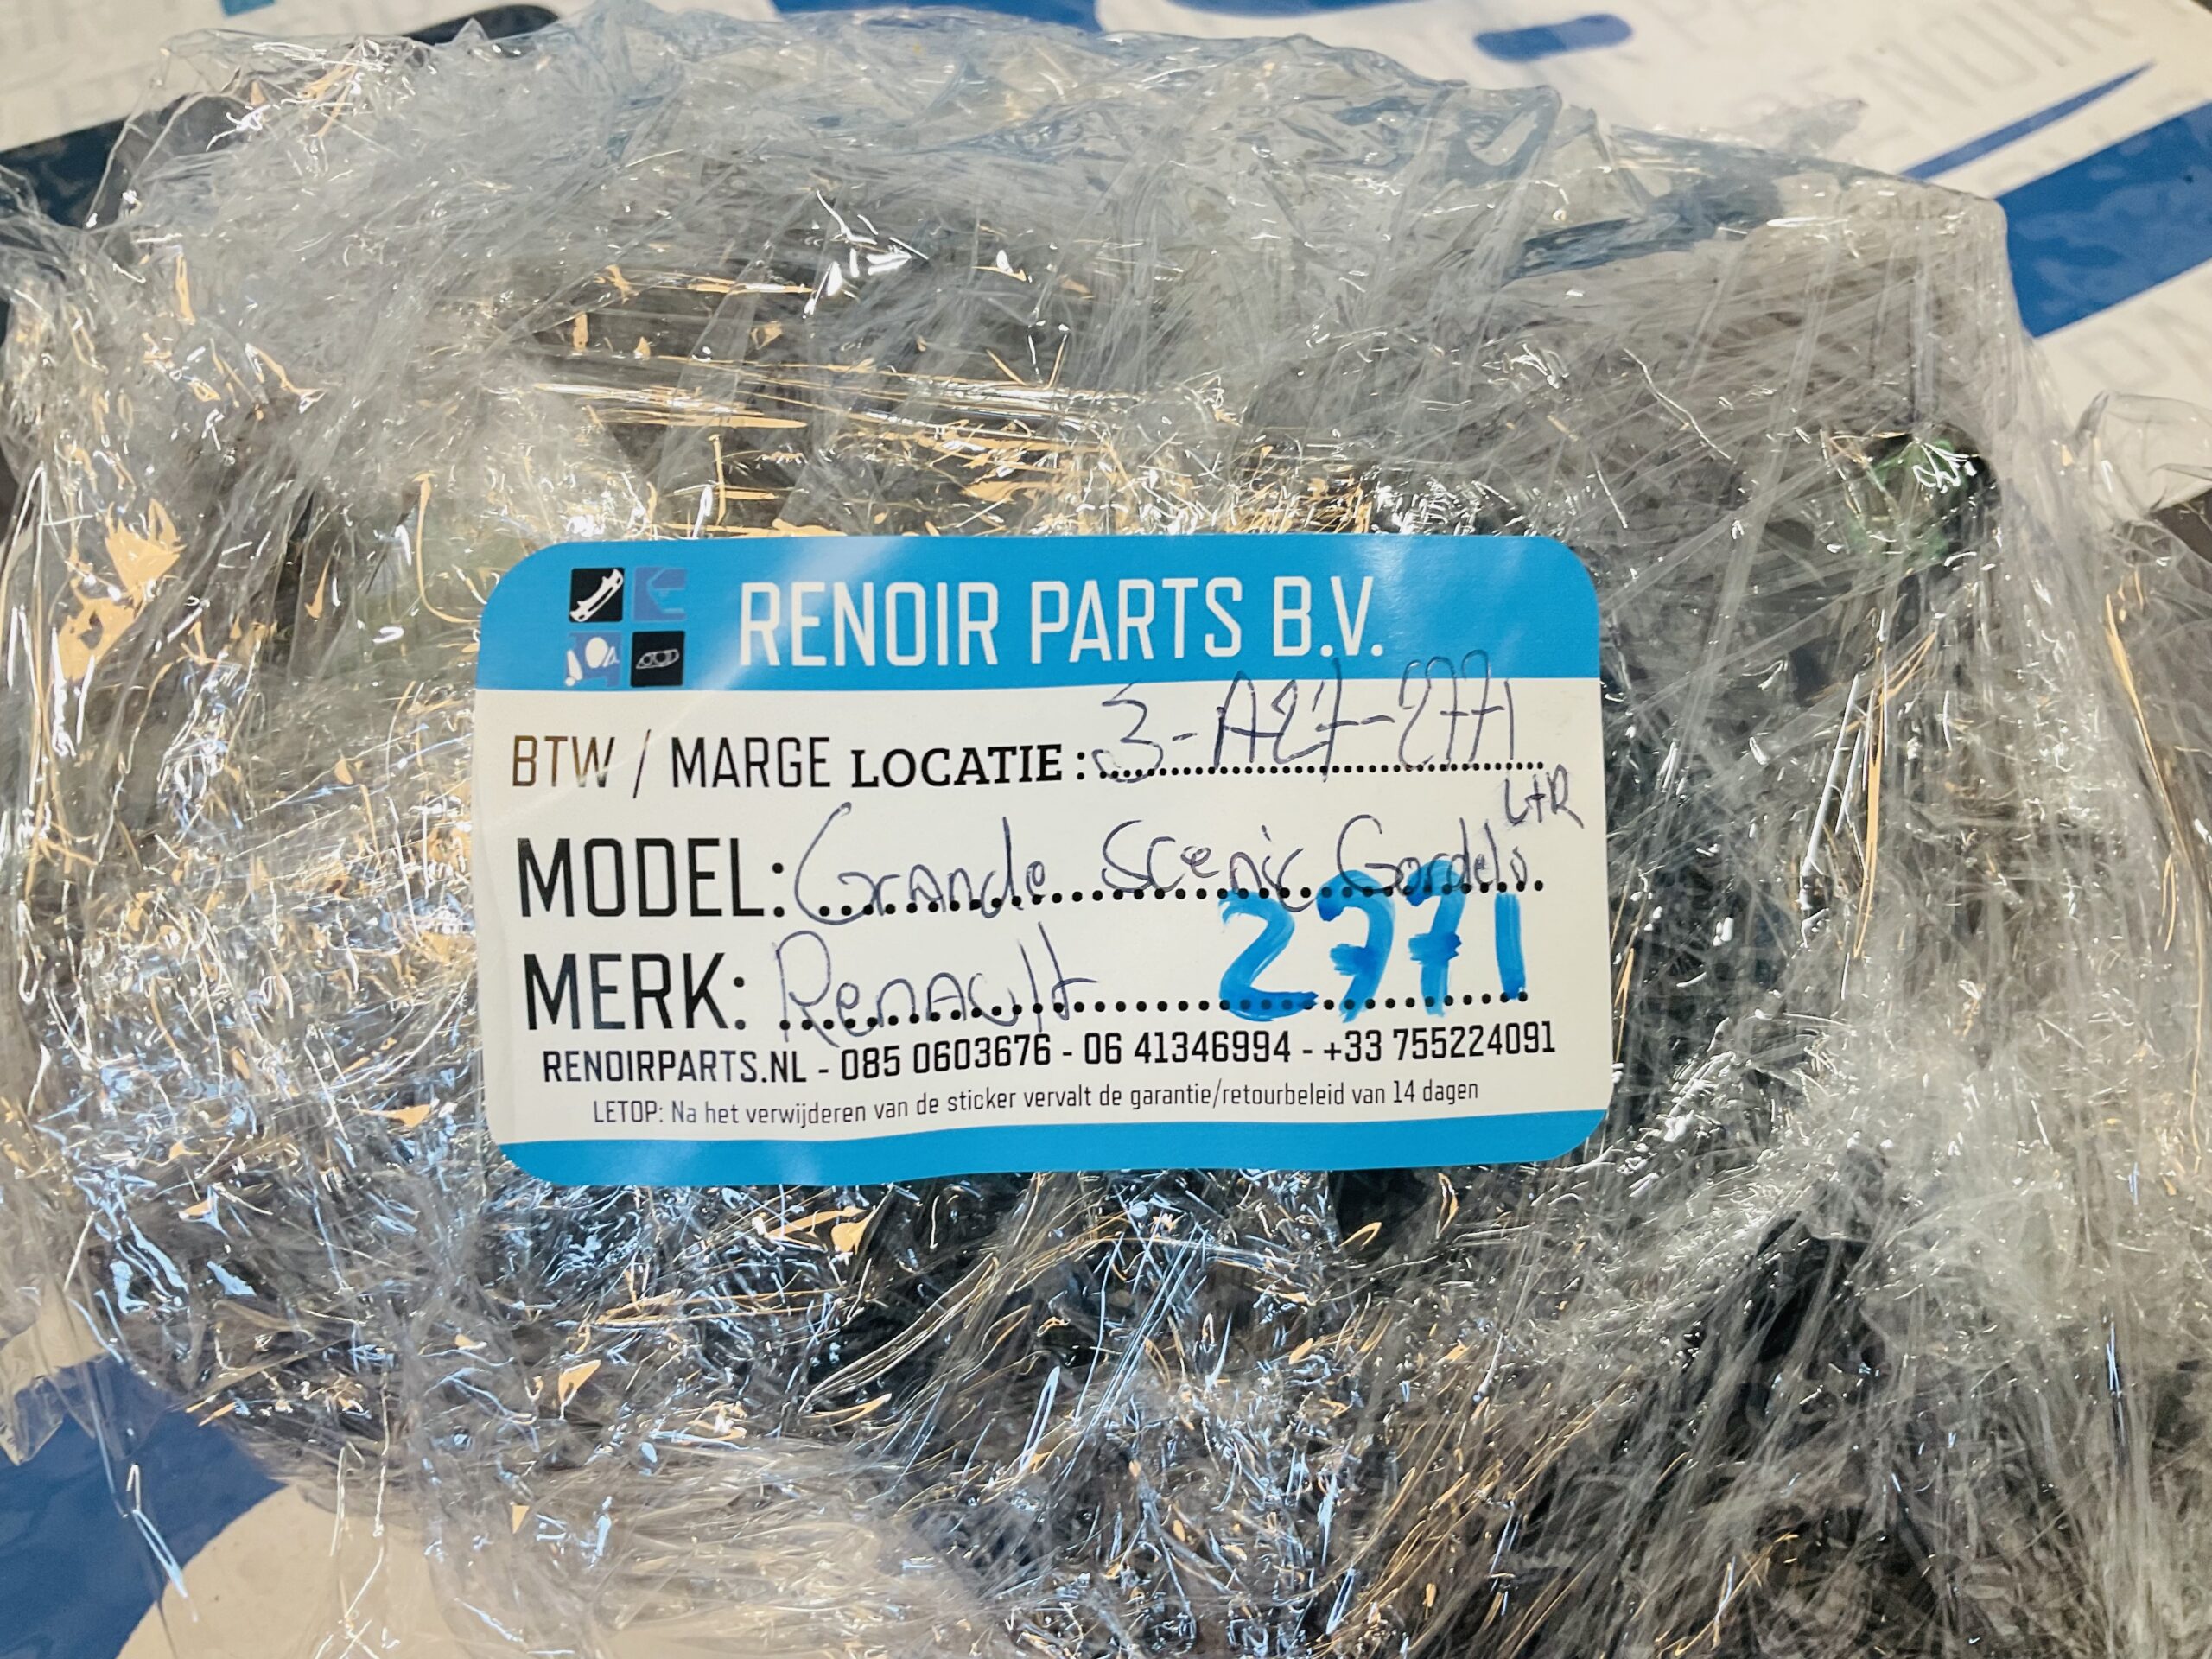 RENOIR PARTS B.V.
BTW / MARGE LOCATIE : 3-A27-2771
L+R
MODEL: Grande Scenic Gordels
2771
MERK: Renault
RENOIRPARTS.NL - 085 0603676 - 06 41346994 - +33 755224091
LETOP: Na het verwijderen van de sticker vervalt de garantie/retourbeleid van 14 dagen